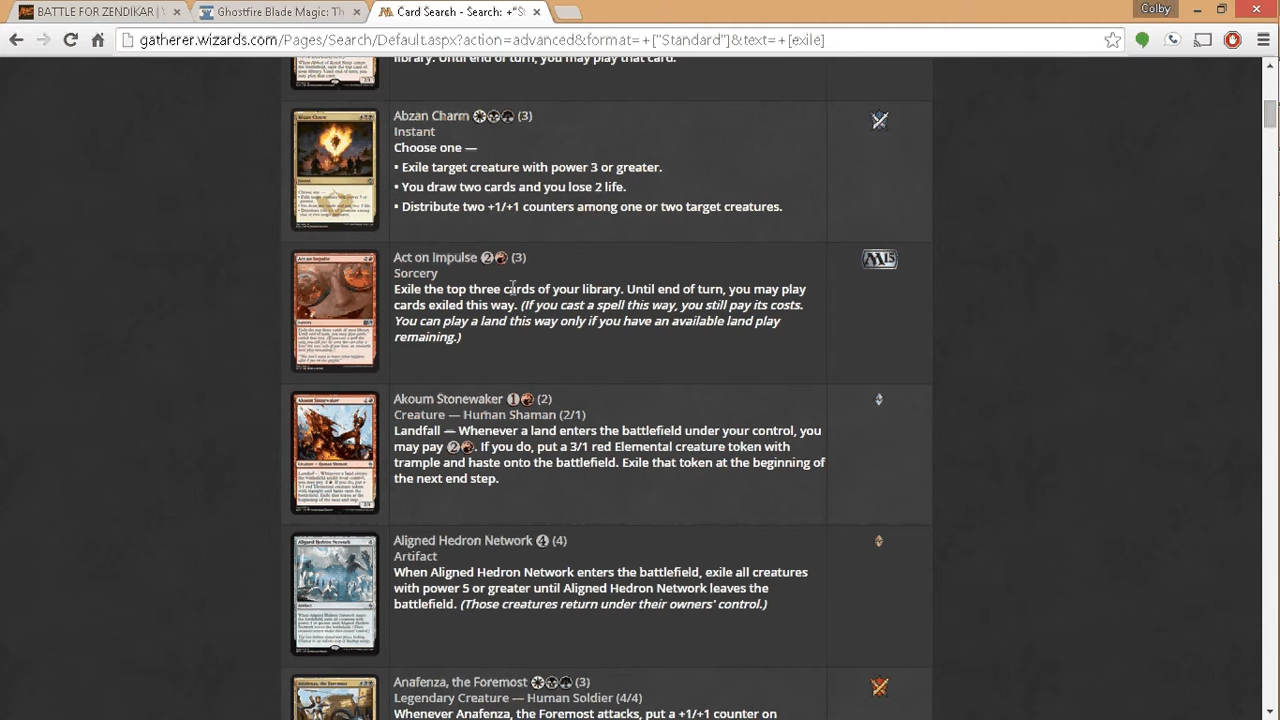 BATTLE FOR ZENDIKAR | M
Ghostfire Blade Magic: Th
Card Search - Search: +"St
Colby
gatherer.wizards.com/Pages/Search/Default.aspx?action=advanced&format=+["Standard"]&text=+[exile]
Abzan Charm (3)
Instant
Choose one —
• Exile target creature with power 3 or greater.
• You draw two cards and you lose 2 life.
• Distribute two +1/+1 counters among one or two target creatures.
Act on Impulse 2 (3)
M15
Sorcery
Exile the top three cards of your library. Until end of turn, you may play
cards exiled this way. (If you cast a spell this way, you still pay its costs.
You can play a land this way only if you have an available land play
remaining.)
Akoum Stonewaker 1 (2)
Creature — Human Shaman (2/1)
Landfall — Whenever a land enters the battlefield under your control, you
may pay 2. If you do, put a 3/1 red Elemental creature token with
trample and haste onto the battlefield. Exile that token at the beginning of
the next end step.
Aligned Hedron Network 4 (4)
Artifact
When Aligned Hedron Network enters the battlefield, exile all creatures
with power 5 or greater until Aligned Hedron Network leaves the
battlefield. (Those creatures return under their owners' control.)
Anafenza, the Foremost (3)
Legendary Creature — Human Soldier (4/4)
Whenever Anafenza, the Foremost attacks, put a +1/+1 counter on